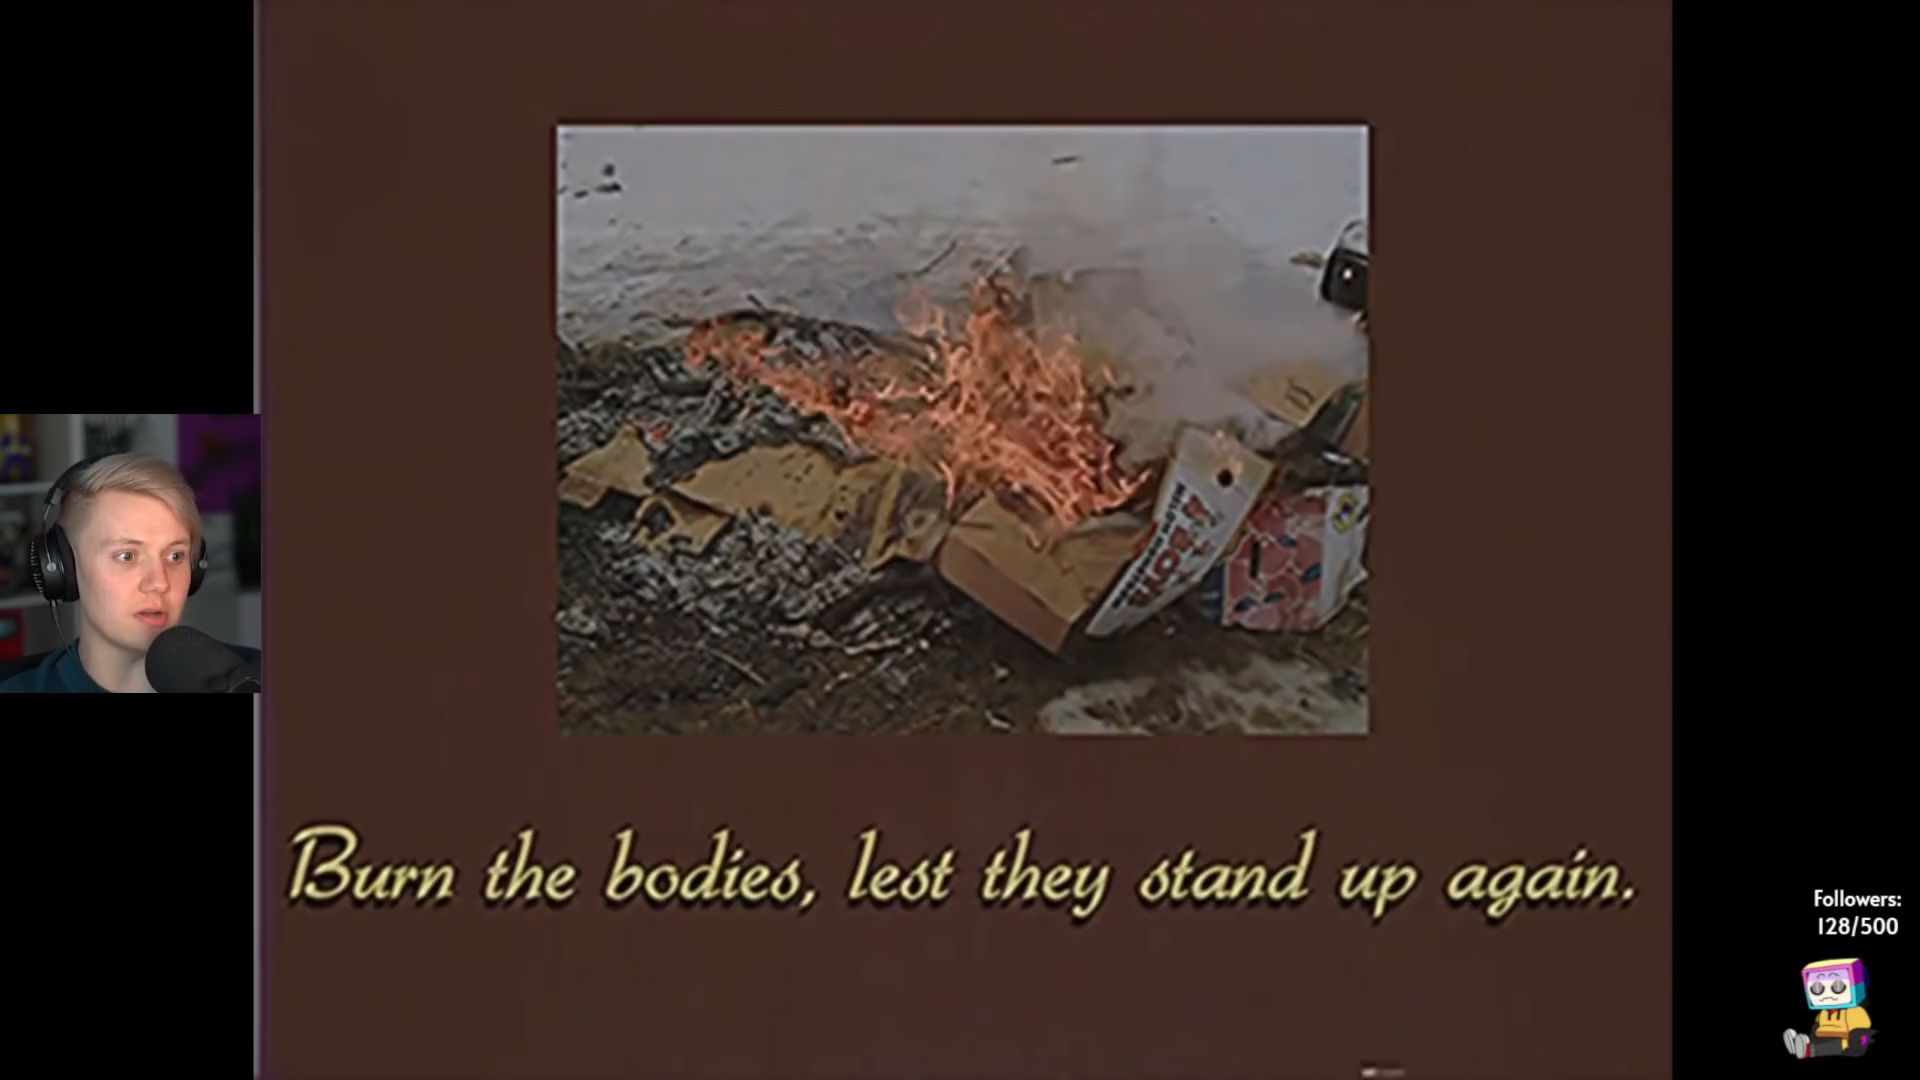 Burn the bodies, lest they stand up again.
Followers:
128/500